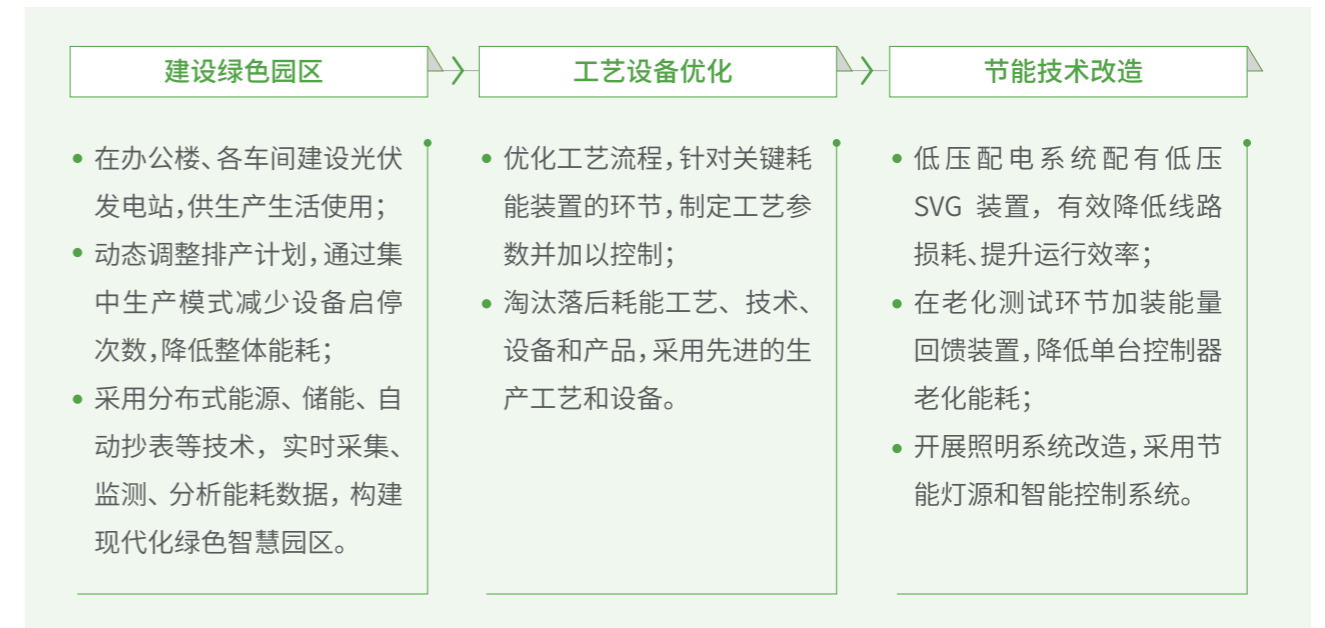 建设绿色园区
在办公楼、各车间建设光伏
发电站，供生产生活使用；
动态调整排产计划，通过集
中生产模式减少设备启停
次数，降低整体能耗；
采用分布式能源、储能、自
动抄表等技术，实时采集、
监测、分析能耗数据，构建
现代化绿色智慧园区。
工艺设备优化
优化工艺流程，针对关键耗
能装置的环节，制定工艺参
数并加以控制；
淘汰落后耗能工艺、技术、
设备和产品，采用先进的生
产工艺和设备。
节能技术改造
低压配电系统配有低压
SVG 装置，有效降低线路
损耗、提升运行效率；
在老化测试环节加装能量
回馈装置，降低单台控制器
老化能耗；
开展照明系统改造，采用节
能灯源和智能控制系统。